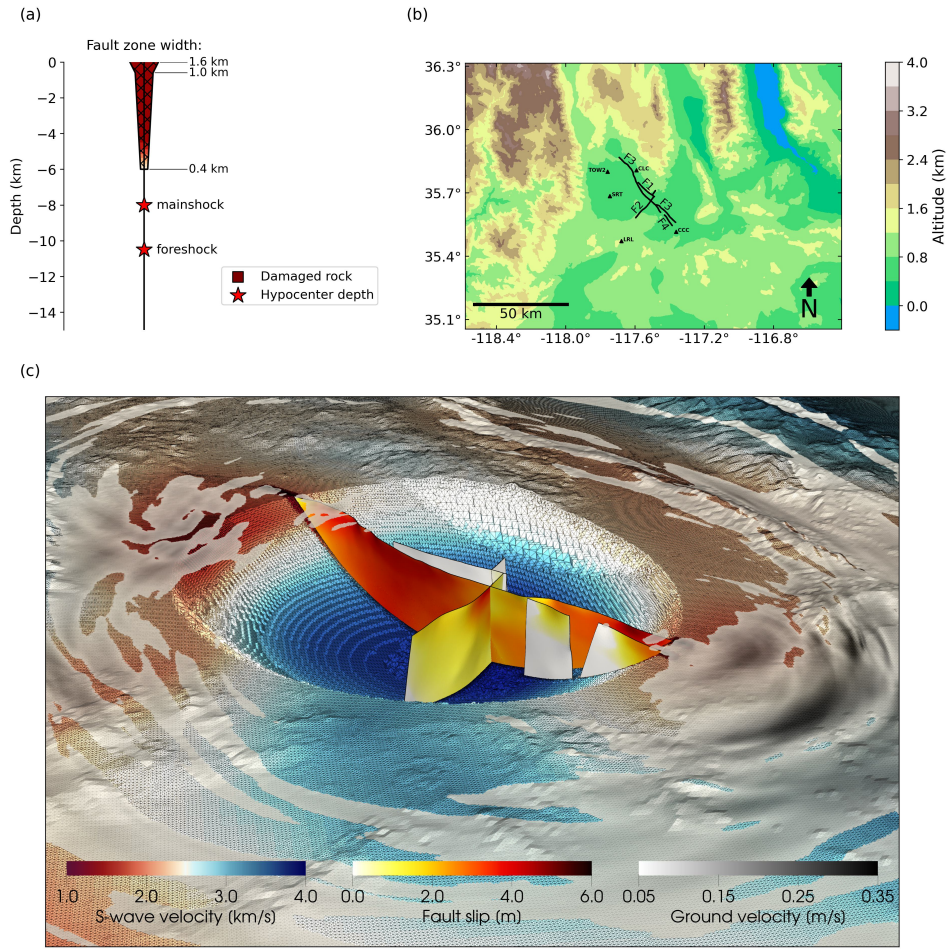 (a)
Fault zone width:
0
−2
−4
−6
−8
−10
−12
−14
Depth (km)
1.6 km
1.0 km
0.4 km
mainshock
foreshock
Damaged rock
Hypocenter depth
(b)
36.3°
36.0°
35.7°
35.4°
35.1°
-118.4° -118.0° -117.6° -117.2° -116.8°
F3
CLC
TOW2
F1
SRT
F2
F3
F4
CCC
LRL
50 km
N
4.0
3.2
2.4
1.6
0.8
0.0
Altitude (km)
(c)
1.0 2.0 3.0 4.0
S-wave velocity (km/s)
0.0 2.0 4.0 6.0
Fault slip (m)
0.05 0.15 0.25 0.35
Ground velocity (m/s)